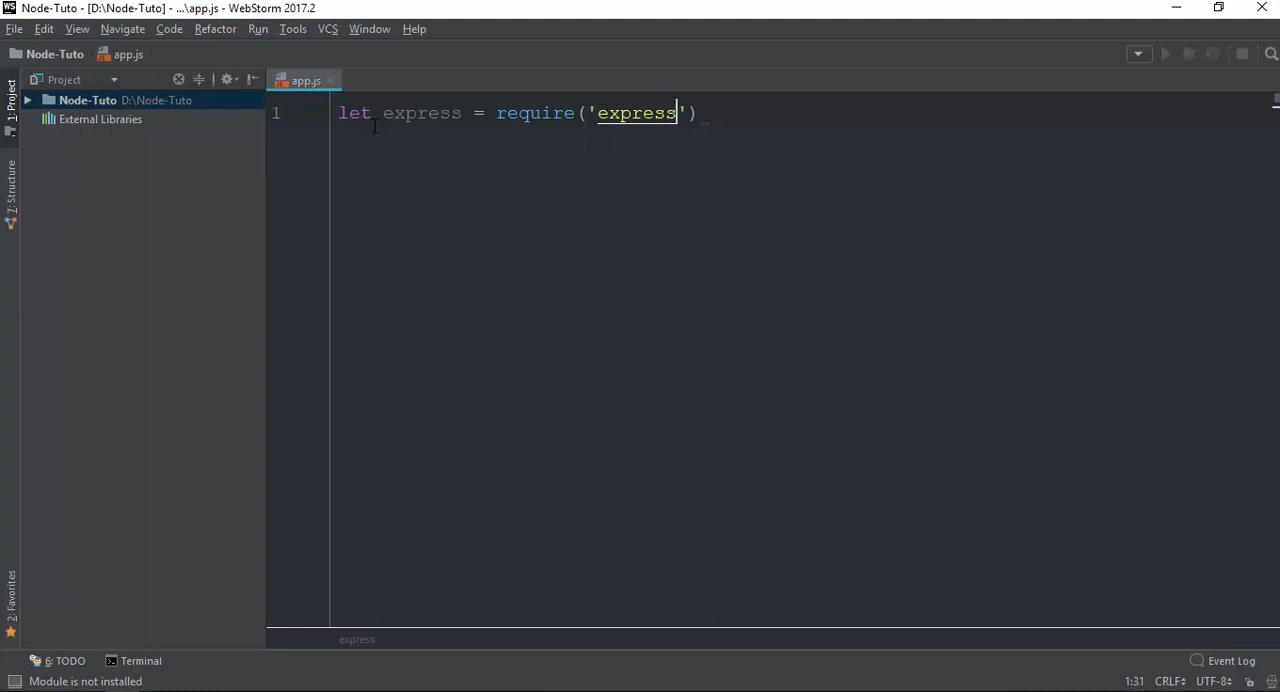 WS Node-Tuto - [D:\Node-Tuto] - ...\app.js - WebStorm 2017.2
File Edit View Navigate Code Refactor Run Tools VCS Window Help
Node-Tuto app.js
1: Project
Project
app.js
Node-Tuto D:\Node-Tuto
External Libraries
1 let express = require('express')
7: Structure
2: Favorites
express
6: TODO Terminal Event Log
Module is not installed 1:31 CRLF UTF-8